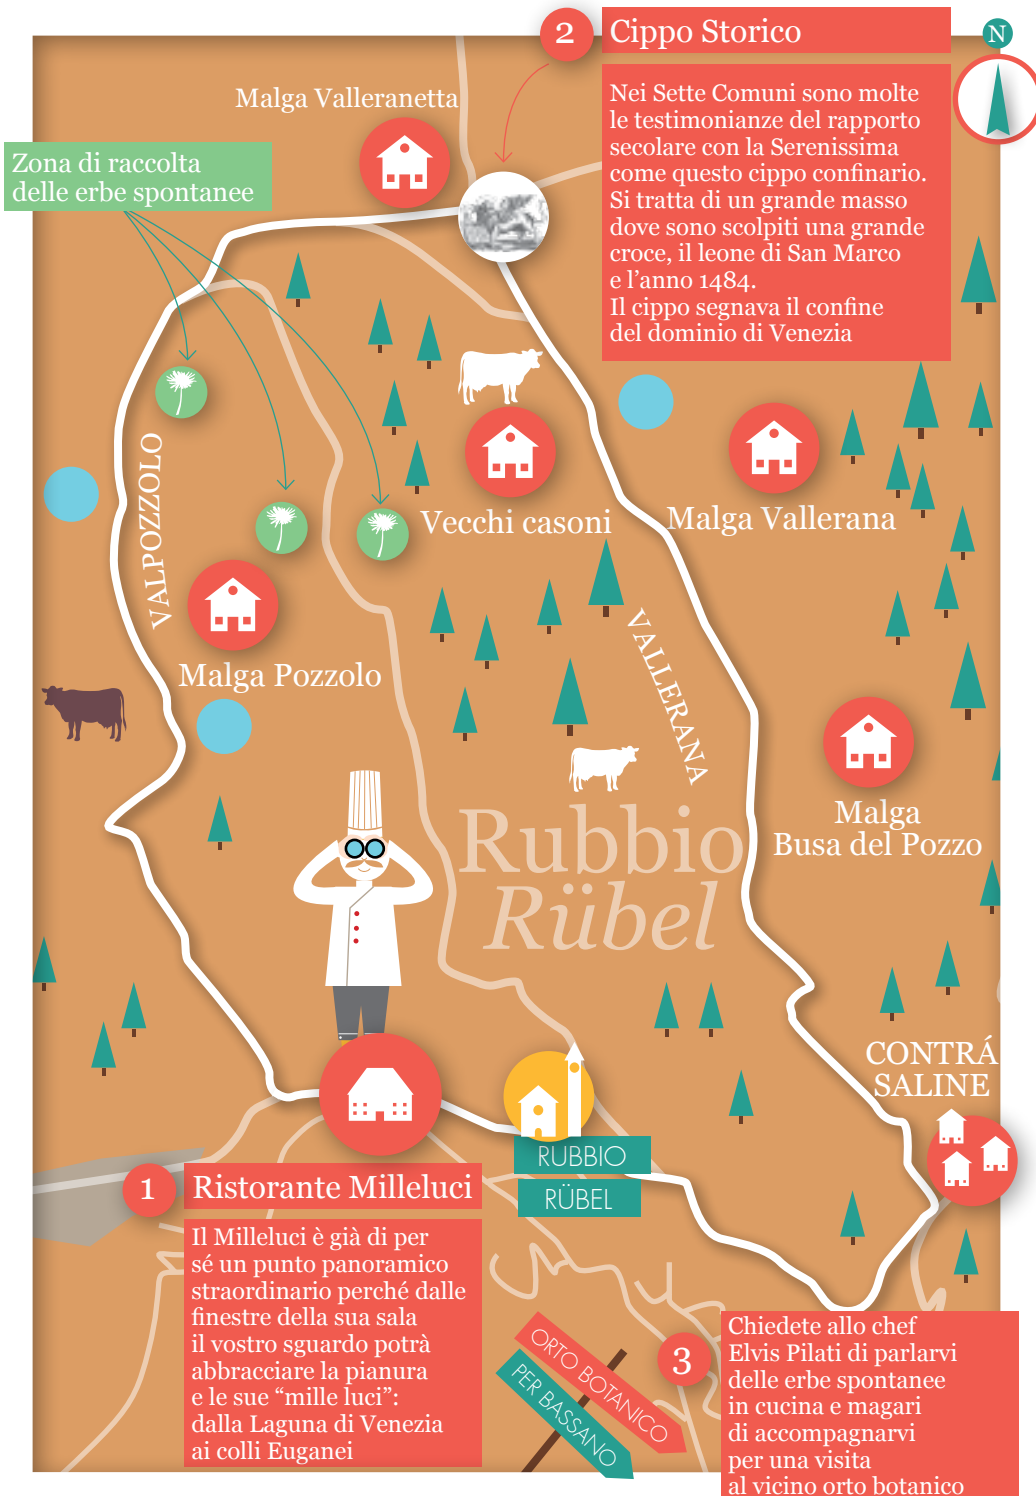 2
Cippo Storico
N
Nei Sette Comuni sono molte
le testimonianze del rapporto
secolare con la Serenissima
come questo cippo confinario.
Si tratta di un grande masso
dove sono scolpiti una grande
croce, il leone di San Marco
e l'anno 1484.
Il cippo segnava il confine
del dominio di Venezia
Malga Valleranetta
Zona di raccolta
delle erbe spontanee
VALPOZZOLO
Vecchi casoni
Malga Vallerana
Malga Pozzolo
VALLERANA
Malga
Busa del Pozzo
Rubbio
Rübel
CONTRÁ
SALINE
RUBBIO
RÜBEL
1
Ristorante Milleluci
Il Milleluci è già di per
sé un punto panoramico
straordinario perché dalle
finestre della sua sala
il vostro sguardo potrà
abbracciare la pianura
e le sue “mille luci”:
dalla Laguna di Venezia
ai colli Euganei
ORTO BOTANICO
PER BASSANO
3
Chiedete allo chef
Elvis Pilati di parlarvi
delle erbe spontanee
in cucina e magari
di accompagnarvi
per una visita
al vicino orto botanico